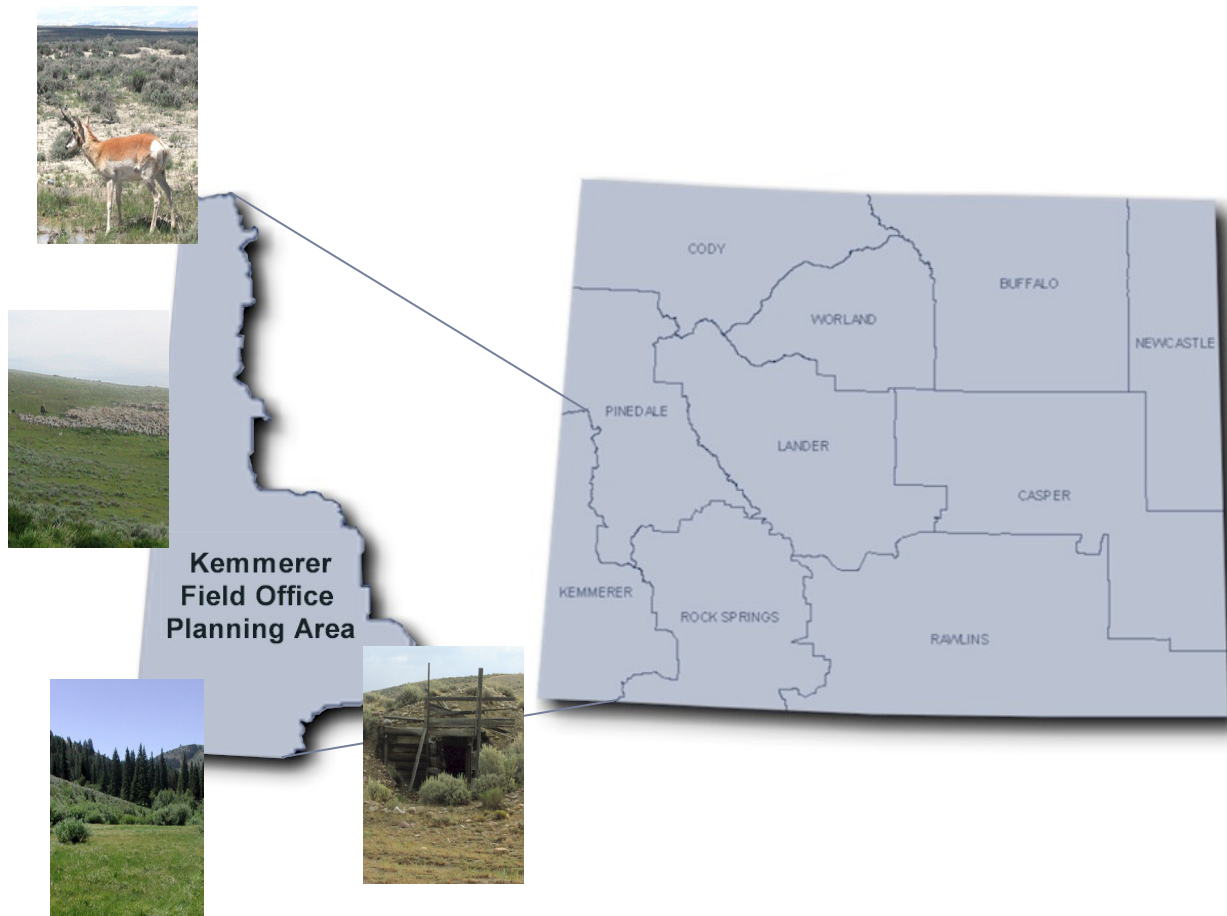 CODY
BUFFALO
WORLAND
NEWCASTLE
PINEDALE
LANDER
CASPER
Kemmerer
Field Office
Planning Area
KEMMERER
ROCK SPRINGS
RAWLINS